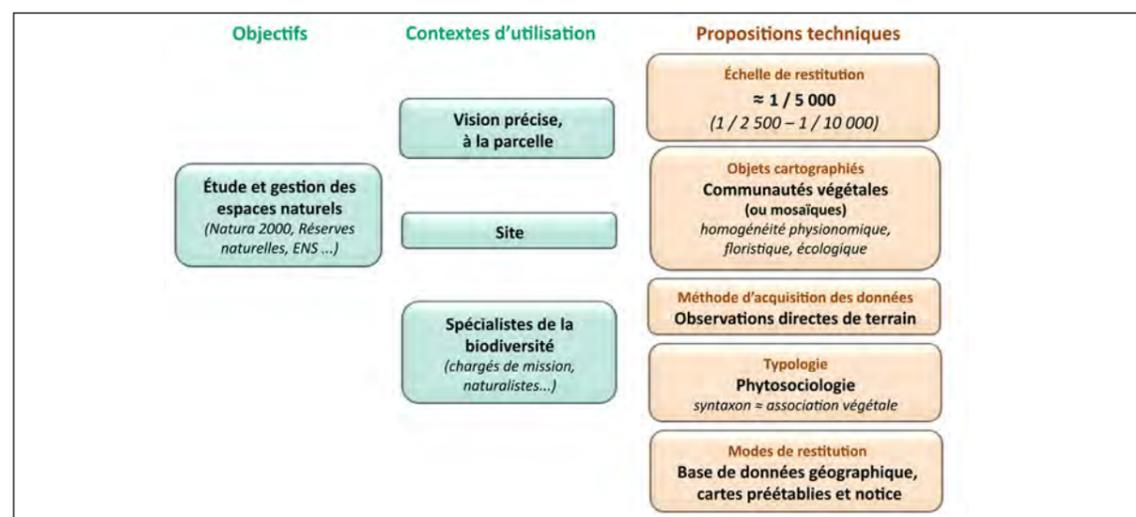 Objectifs
Contextes d'utilisation
Propositions techniques
Étude et gestion des
espaces naturels
(Natura 2000, Réserves
naturelles, ENS ...)
Vision précise,
à la parcelle
Site
Spécialistes de la
biodiversité
(chargés de mission,
naturalistes...)
Échelle de restitution
≈ 1 / 5 000
(1 / 2 500 – 1 / 10 000)
Objets cartographiés
Communautés végétales
(ou mosaïques)
homogénéité physionomique,
floristique, écologique
Méthode d'acquisition des données
Observations directes de terrain
Typologie
Phytosociologie
syntaxon ≈ association végétale
Modes de restitution
Base de données géographique,
cartes préétablies et notice